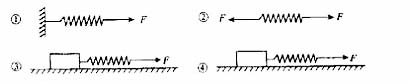 ① F ② F F
③ F ④ F